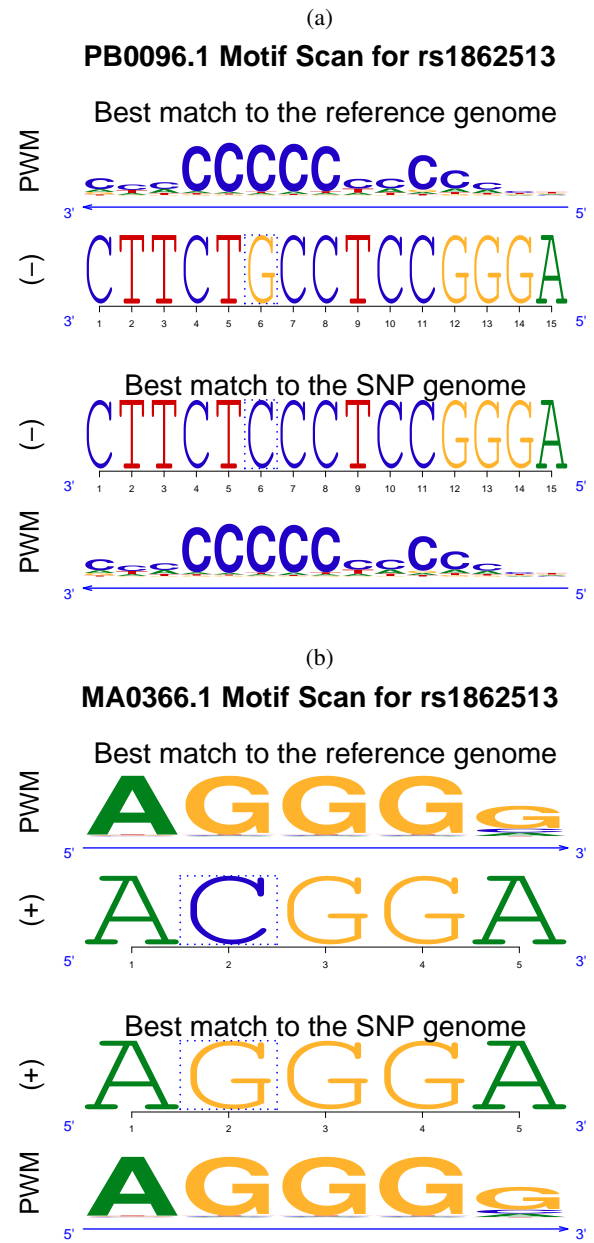 (a)
PB0096.1 Motif Scan for rs1862513
Best match to the reference genome
PWM
CCCCCCCCCCCCC
3' 5'
(−)
CTTCTGCCTCCGGGA
3' 1 2 3 4 5 6 7 8 9 10 11 12 13 14 15 5'
Best match to the SNP genome
(−)
CTTCTCCCTCCGGGA
3' 1 2 3 4 5 6 7 8 9 10 11 12 13 14 15 5'
PWM
CCCCCCCCCCCCC
3' 5'
(b)
MA0366.1 Motif Scan for rs1862513
Best match to the reference genome
PWM
AGGGG
5' 3'
(+)
ACGGA
5' 1 2 3 4 5 3'
Best match to the SNP genome
(+)
AGGGA
5' 1 2 3 4 5 3'
PWM
AGGGG
5' 3'